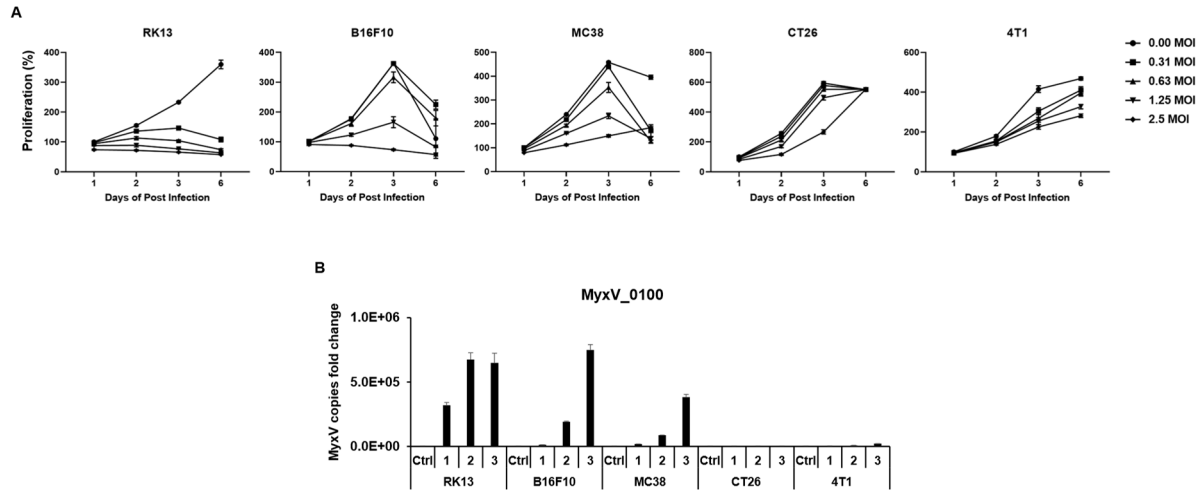 A
RK13
B16F10
MC38
CT26
4T1
Proliferation (%)
400
300
200
100
0
1 2 3 6
Days of Post Infection
400
300
200
100
0
1 2 3 6
Days of Post Infection
500
400
300
200
100
0
1 2 3 6
Days of Post Infection
800
600
400
200
0
1 2 3 6
Days of Post Infection
600
400
200
0
1 2 3 6
Days of Post Infection
0.00 MOI
0.31 MOI
0.63 MOI
1.25 MOI
2.5 MOI
B
MyxV_0100
MyxV copies fold change
1.0E+06
5.0E+05
0.0E+00
Ctrl 1 2 3 Ctrl 1 2 3 Ctrl 1 2 3 Ctrl 1 2 3 Ctrl 1 2 3
RK13 B16F10 MC38 CT26 4T1